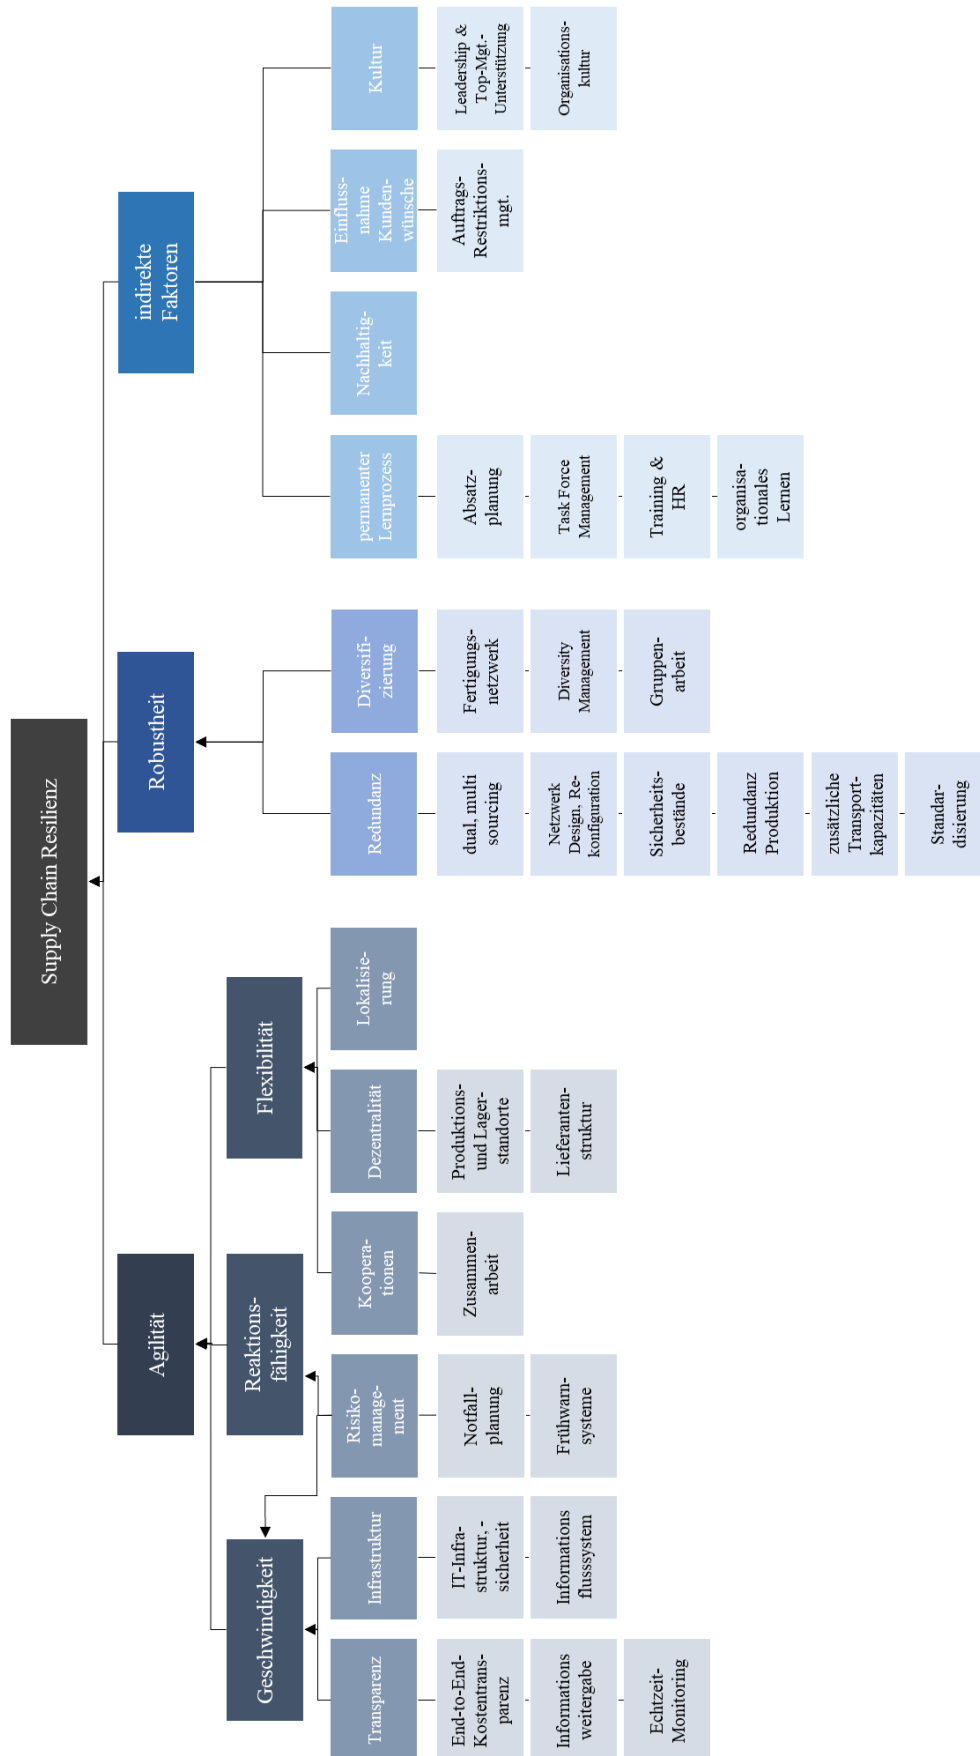 Supply Chain Resilienz
Agilität
Robustheit
indirekte
Faktoren
Geschwindigkeit
Reaktions-
fähigkeit
Flexibilität
Transparenz
Infrastruktur
Risiko-
manage-
ment
Koopera-
tionen
Dezentralität
Lokalisie-
rung
Redundanz
Diversifi-
zierung
permanenter
Lernprozess
Nachhaltig-
keit
Einfluss-
nahme
Kunden-
wünsche
Kultur
End-to-End-
Kostentrans-
parenz
Informations
weitergabe
Echtzeit-
Monitoring
IT-Infra-
struktur, -
sicherheit
Informations
flusssystem
Notfall-
planung
Frühwarn-
systeme
Zusammen-
arbeit
Produktions-
und Lager-
standorte
Lieferanten-
struktur
dual, multi
sourcing
Netzwerk
Design. Re-
konfiguration
Sicherheits-
bestände
Redundanz
Produktion
zusätzliche
Transport-
kapazitäten
Standar-
disierung
Fertigungs-
netzwerk
Diversity
Management
Gruppen-
arbeit
Absatz-
planung
Task Force
Management
Training &
HR
organisa-
tionales
Lernen
Auftrags-
Restriktions-
mgt.
Leadership &
Top-Mgt.-
Unterstützung
Organisations-
kultur